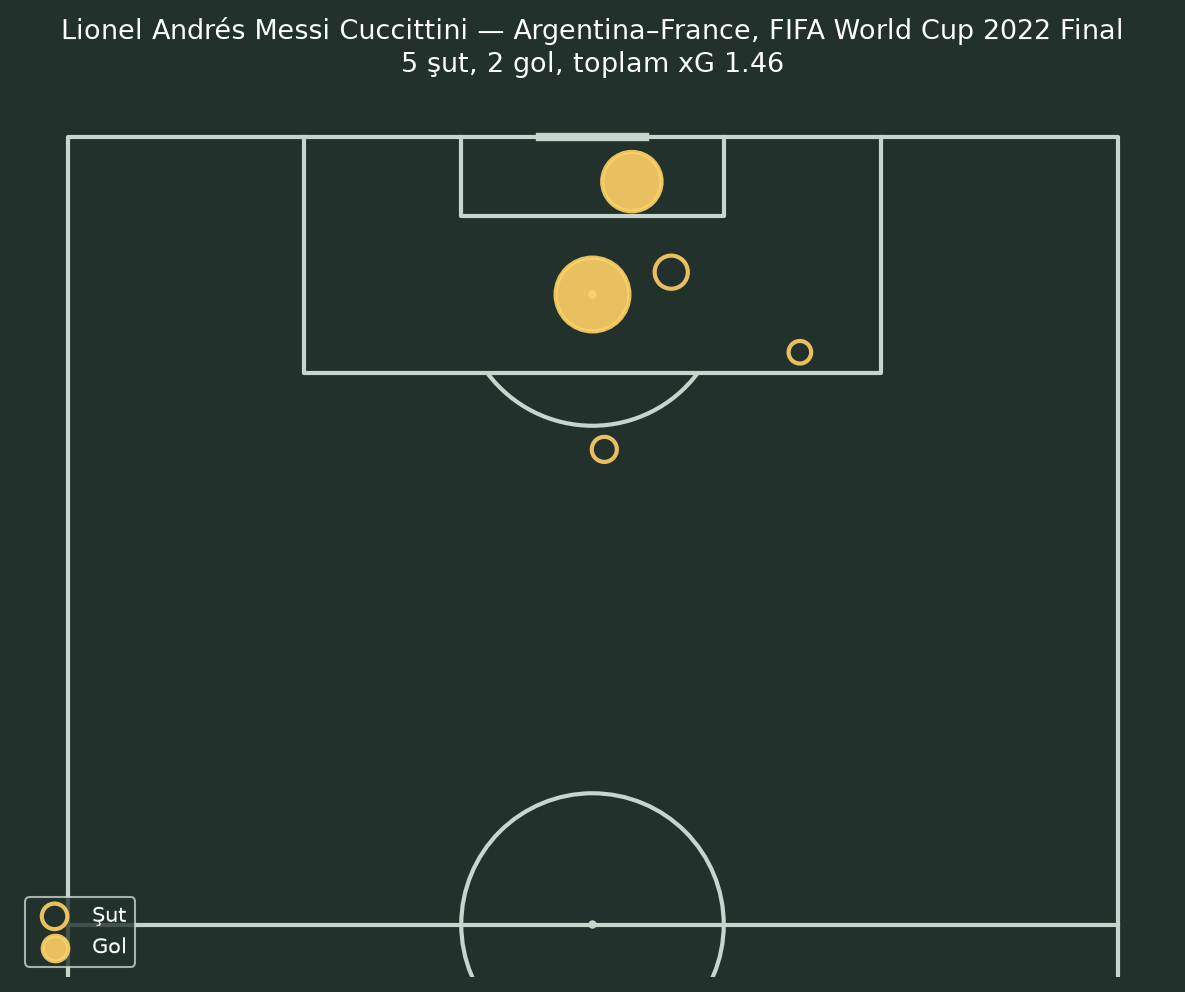 Lionel Andrés Messi Cuccittini — Argentina–France, FIFA World Cup 2022 Final
5 şut, 2 gol, toplam xG 1.46
Şut
Gol